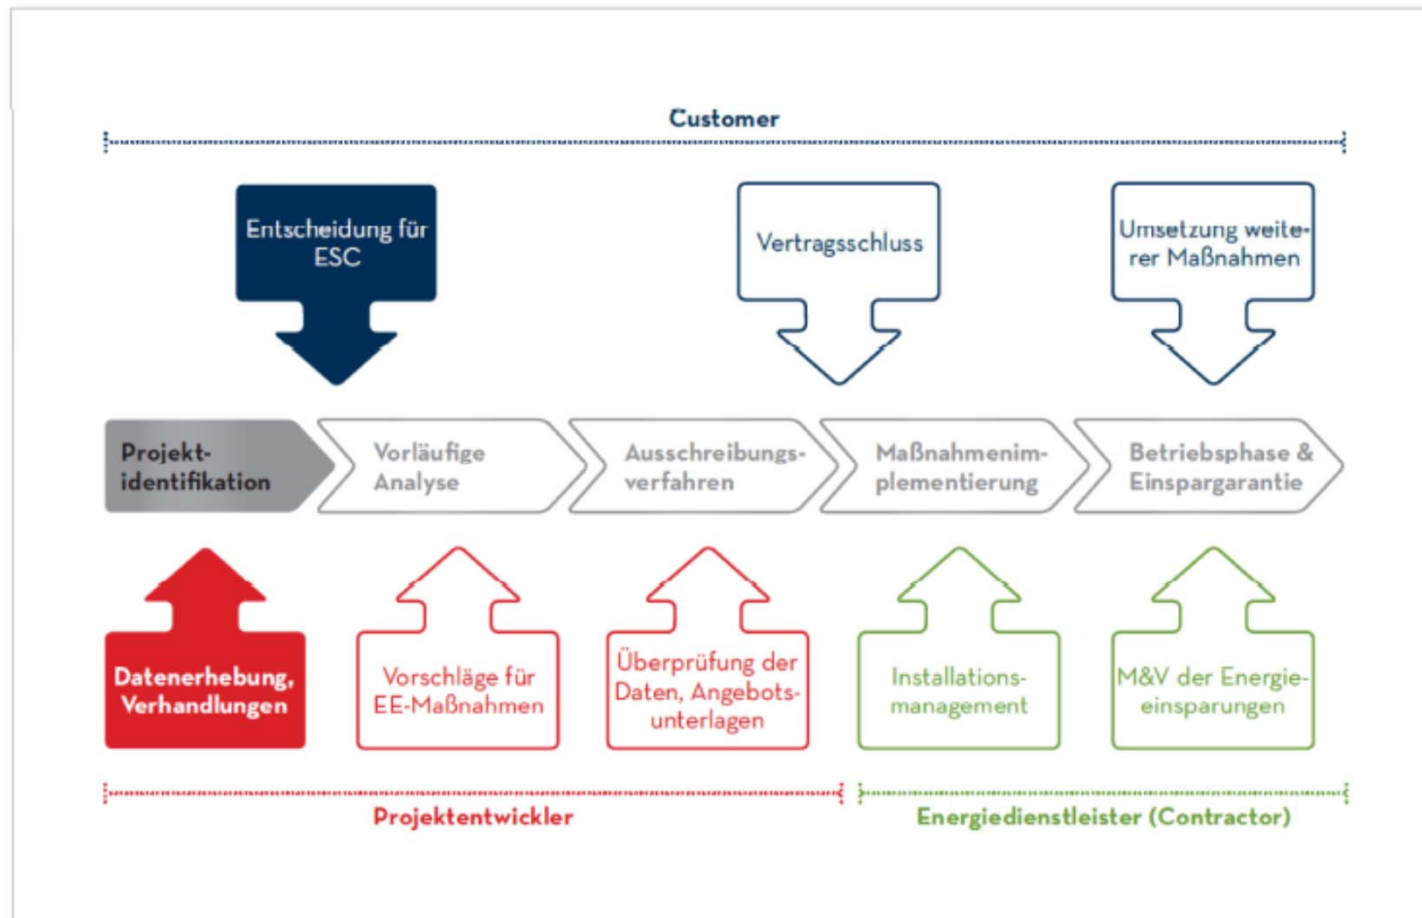 Customer
Entscheidung für
ESC
Vertragsschluss
Umsetzung weite-
rer Maßnahmen
Projekt-
identifikation
Vorläufige
Analyse
Ausschreibungs-
verfahren
Maßnahmenim-
plementierung
Betriebsphase &
Einspargarantie
Datenerhebung,
Verhandlungen
Vorschläge für
EE-Maßnahmen
Überprüfung der
Daten, Angebots-
unterlagen
Installations-
management
M&V der Energie-
einsparungen
Projektentwickler
Energiedienstleister (Contractor)